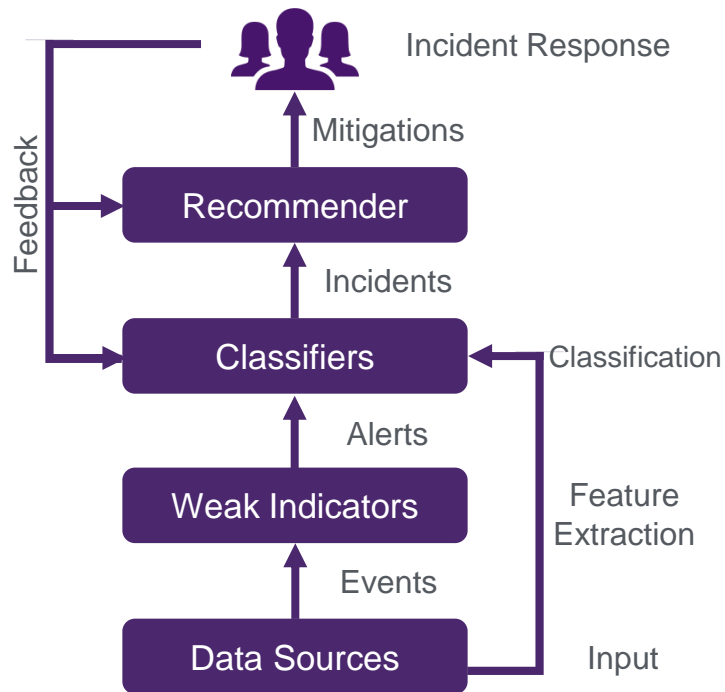 Incident Response
Mitigations
Feedback
Recommender
Incidents
Classifiers
Classification
Alerts
Weak Indicators
Feature
Extraction
Events
Data Sources
Input